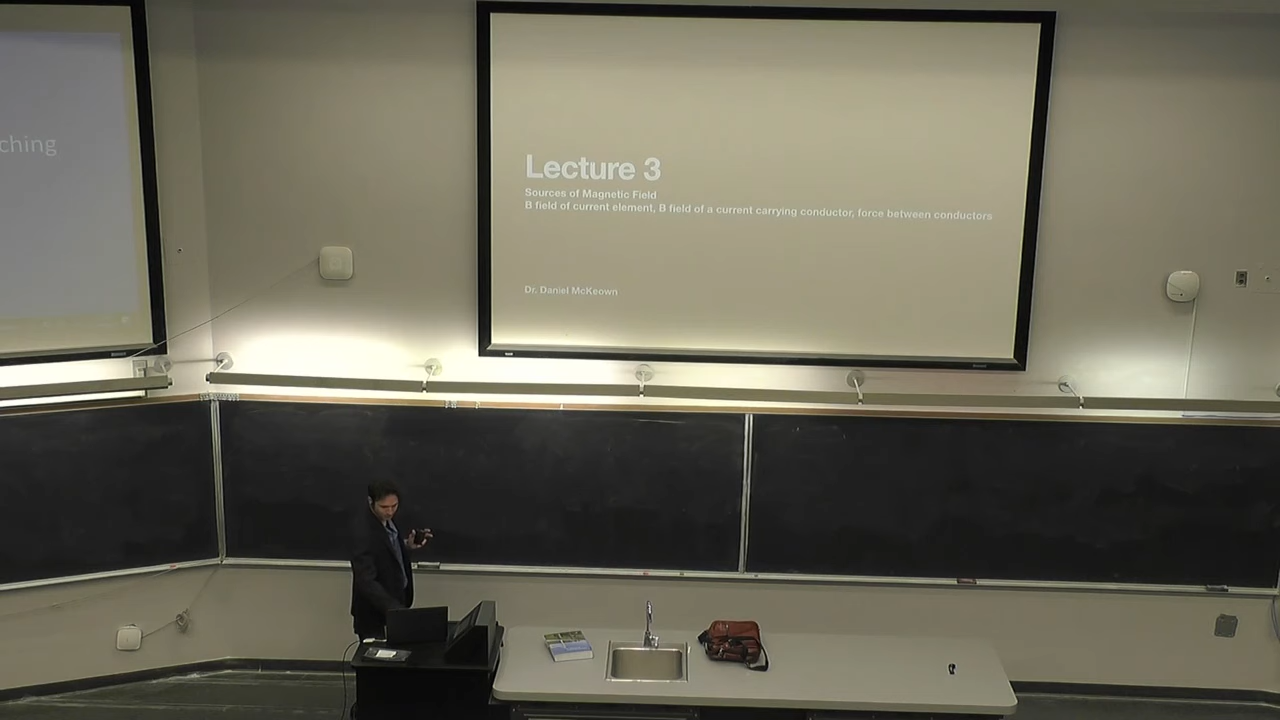 ching
Lecture 3
Sources of Magnetic Field
B field of current element, B field of a current carrying conductor, force between conductors
Dr. Daniel McKeown